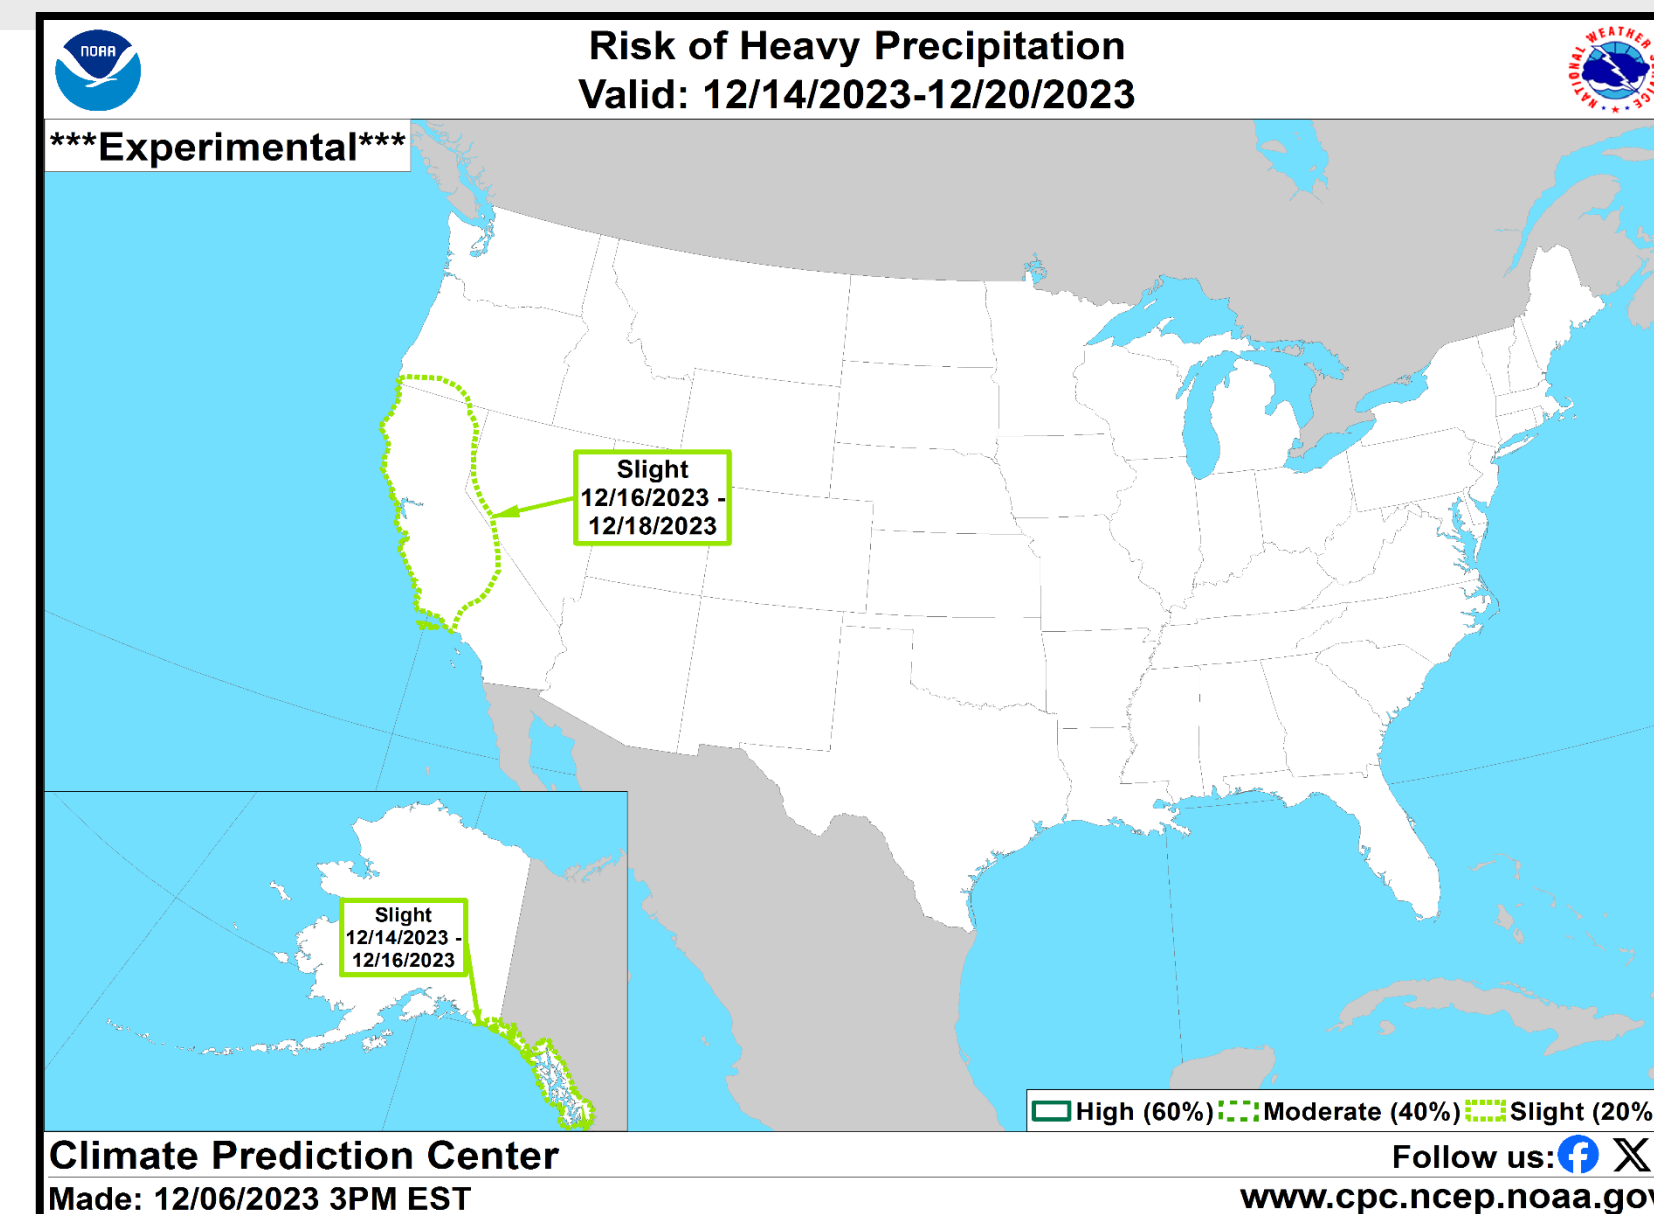 NOAA
Risk of Heavy Precipitation
Valid: 12/14/2023-12/20/2023
NATIONAL WEATHER
***Experimental***
Slight
12/16/2023 -
12/18/2023
Slight
12/14/2023 -
12/16/2023
High (60%) Moderate (40%) Slight (20%
Climate Prediction Center
Follow us:
Made: 12/06/2023 3PM EST
www.cpc.ncep.noaa.gov